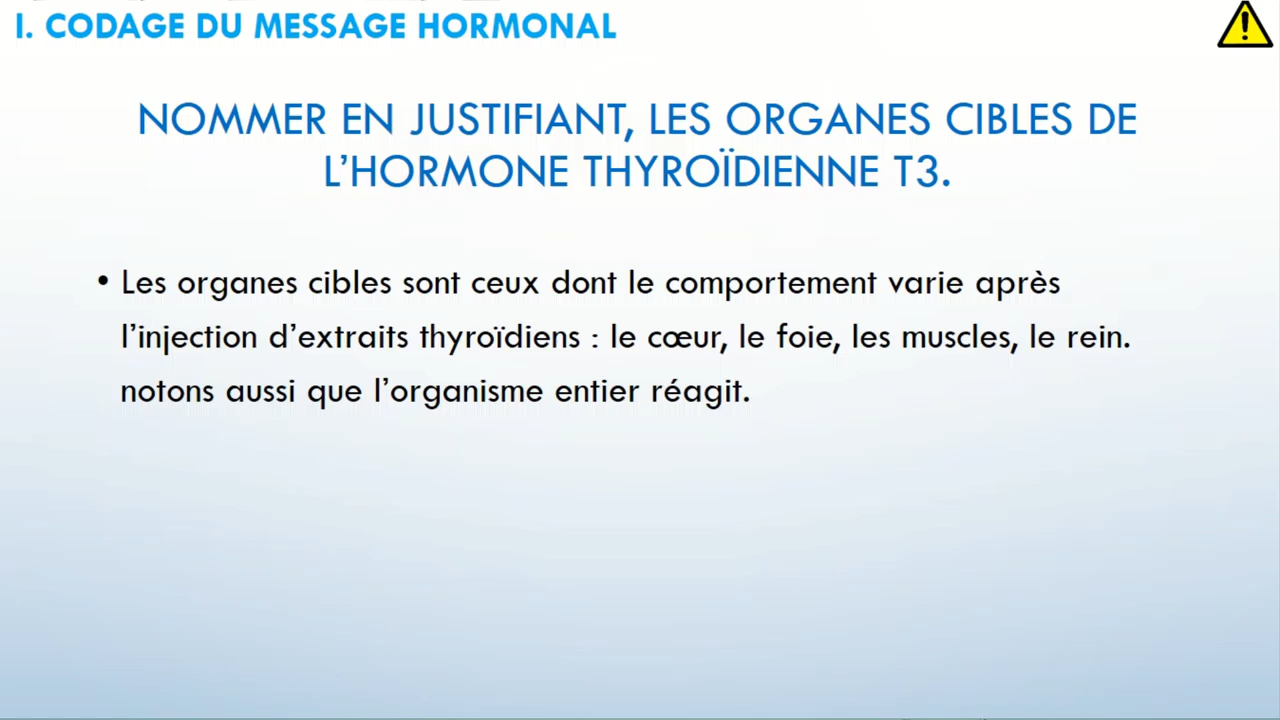 I. CODAGE DU MESSAGE HORMONAL
NOMMER EN JUSTIFIANT, LES ORGANES CIBLES DE
L'HORMONE THYROÏDIENNE T3.
• Les organes cibles sont ceux dont le comportement varie après
l'injection d'extraits thyroïdiens : le cœur, le foie, les muscles, le rein.
notons aussi que l'organisme entier réagit.